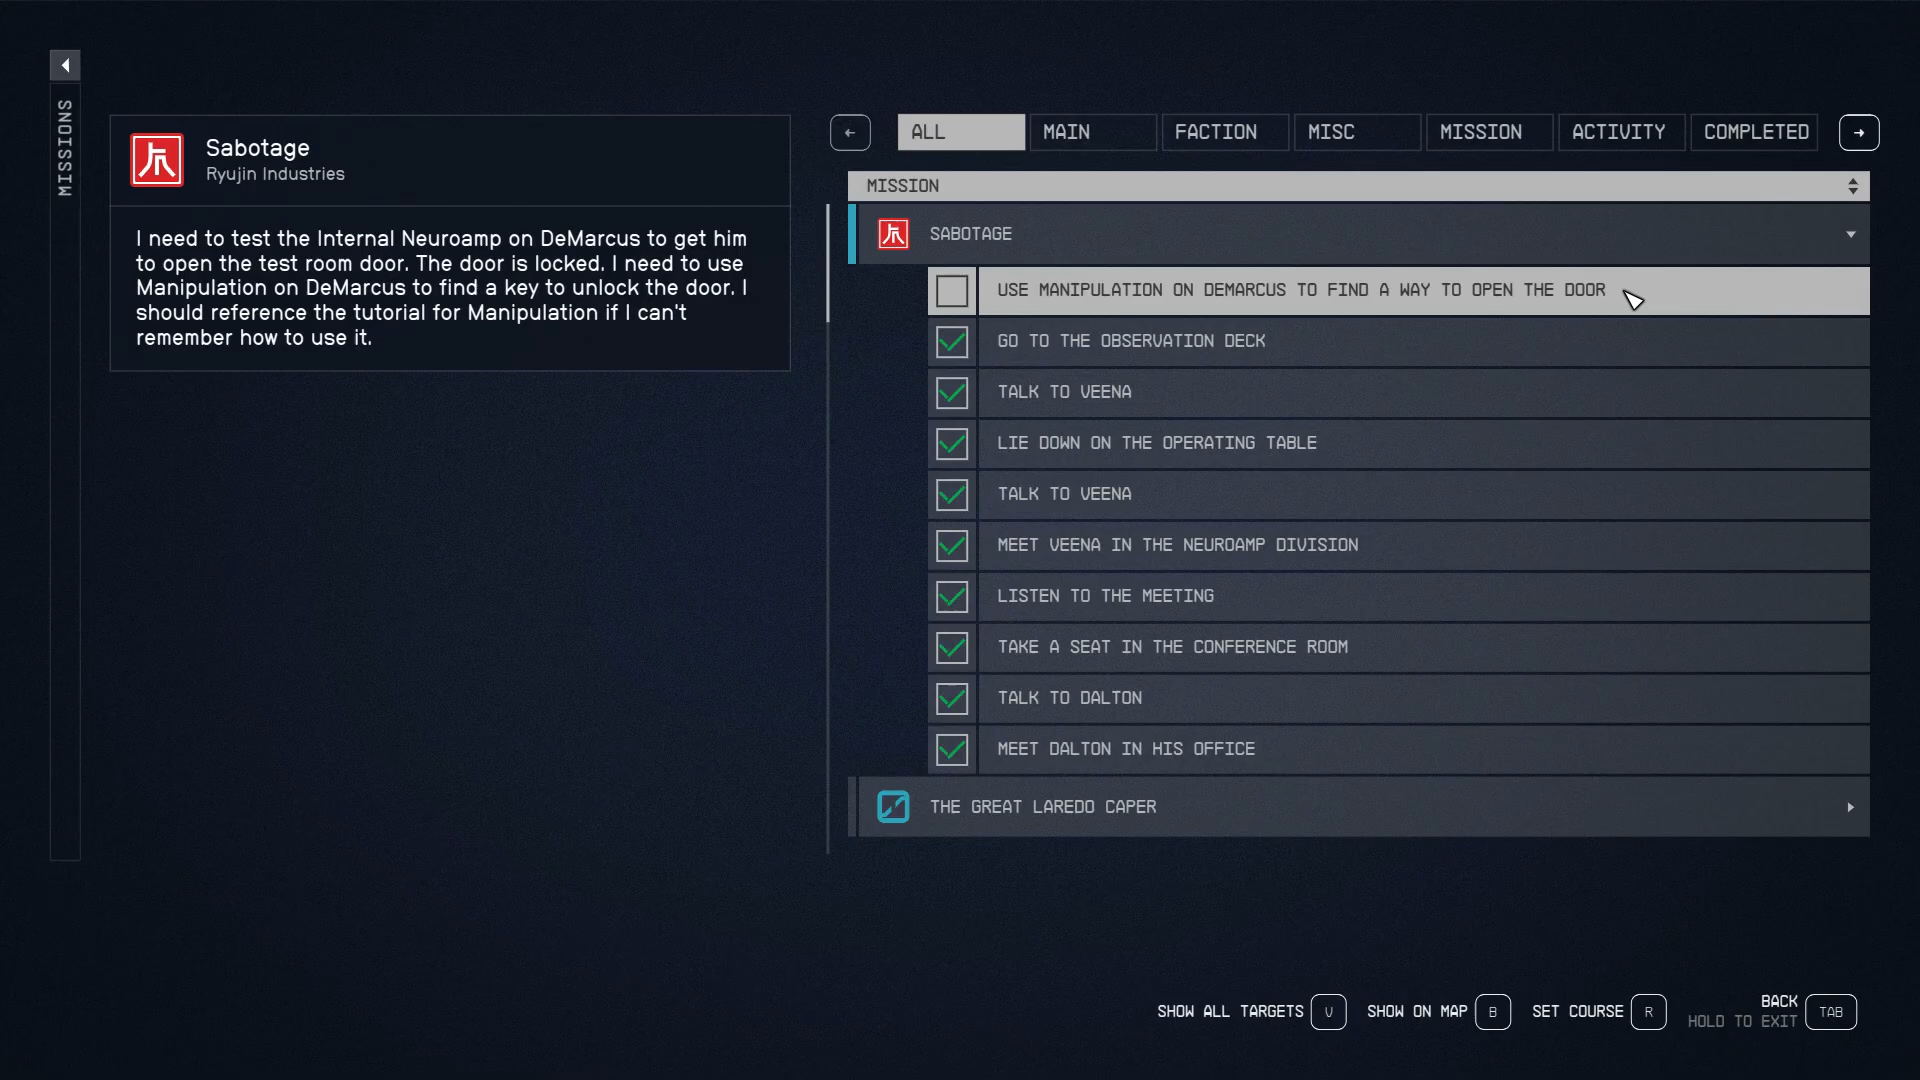 MISSIONS
Sabotage
Ryujin Industries
I need to test the Internal Neuroamp on DeMarcus to get him
to open the test room door. The door is locked. I need to use
Manipulation on DeMarcus to find a key to unlock the door. I
should reference the tutorial for Manipulation if I can't
remember how to use it.
ALL MAIN FACTION MISC MISSION ACTIVITY COMPLETED
MISSION
SABOTAGE
USE MANIPULATION ON DEMARCUS TO FIND A WAY TO OPEN THE DOOR
GO TO THE OBSERVATION DECK
TALK TO VEENA
LIE DOWN ON THE OPERATING TABLE
TALK TO VEENA
MEET VEENA IN THE NEUROAMP DIVISION
LISTEN TO THE MEETING
TAKE A SEAT IN THE CONFERENCE ROOM
TALK TO DALTON
MEET DALTON IN HIS OFFICE
THE GREAT LAREDO CAPER
SHOW ALL TARGETS V SHOW ON MAP B SET COURSE R BACK TAB
HOLD TO EXIT